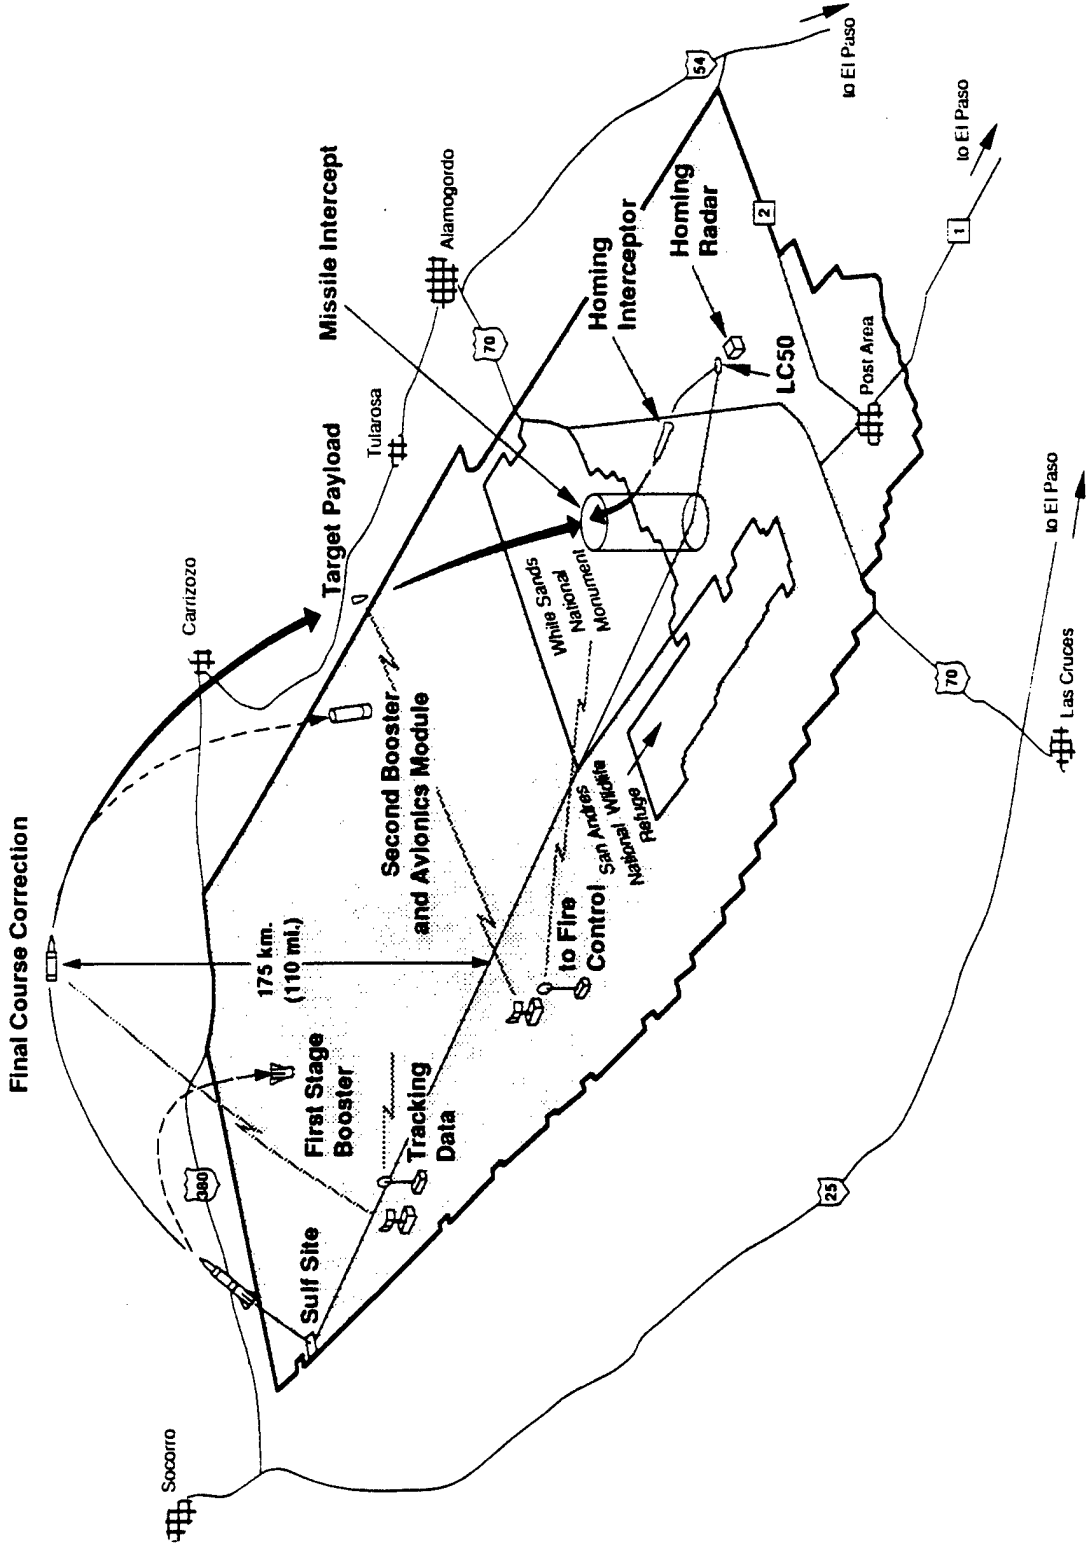 Final Course Correction
Socorro
380
Carrizozo
Tularosa
Alamogordo
Missile Intercept
Target Payload
175 km.
(110 mi.)
First Stage
Booster
Second Booster
and Avionics Module
Sulf Site
Tracking
Data
to Fire
Control
White Sands
National
Monument
San Andres
National Wildlife
Refuge
70
Homing
Interceptor
Homing
Radar
LC50
54
to El Paso
2
to El Paso
1
Post Area
25
70
Las Cruces
to El Paso